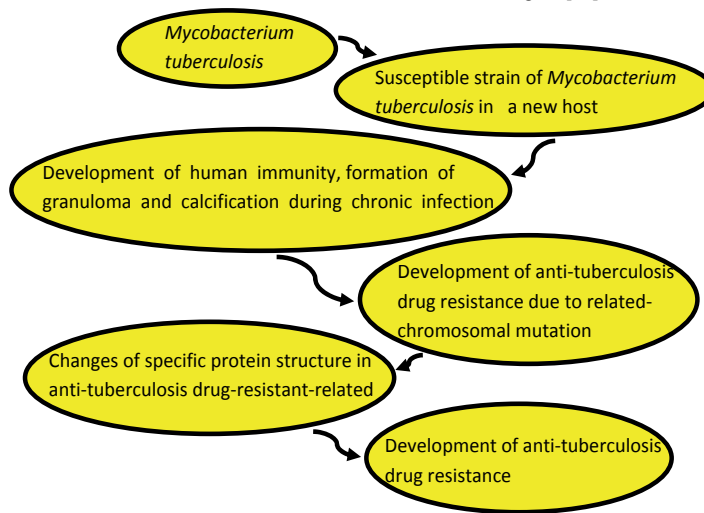 Mycobacterium
tuberculosis
Susceptible strain of Mycobacterium
tuberculosis in a new host
Development of human immunity, formation of
granuloma and calcification during chronic infection
Development of anti-tuberculosis
drug resistance due to related-
chromosomal mutation
Changes of specific protein structure in
anti-tuberculosis drug-resistant-related
Development of anti-tuberculosis
drug resistance